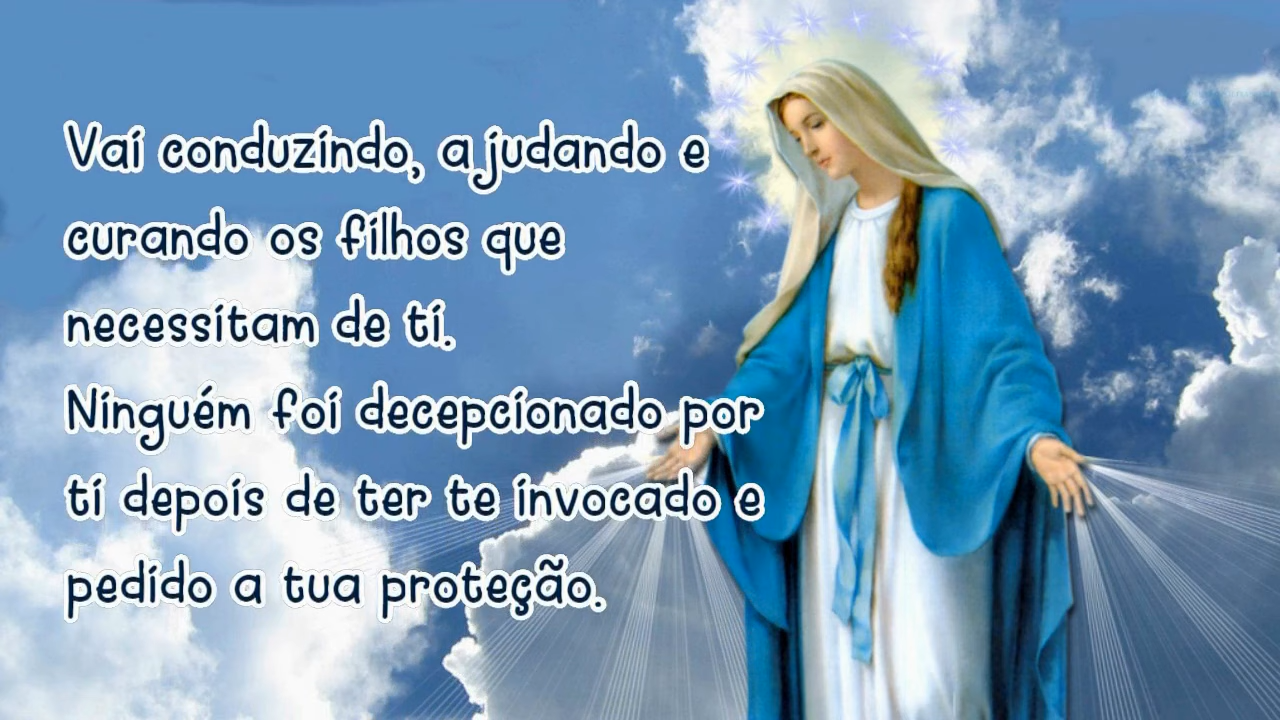 Vai conduzindo, ajudando e
curando os filhos que
necessitam de ti.
Ninguém foi decepcionado por
ti depois de ter te invocado e
pedido a tua proteção.